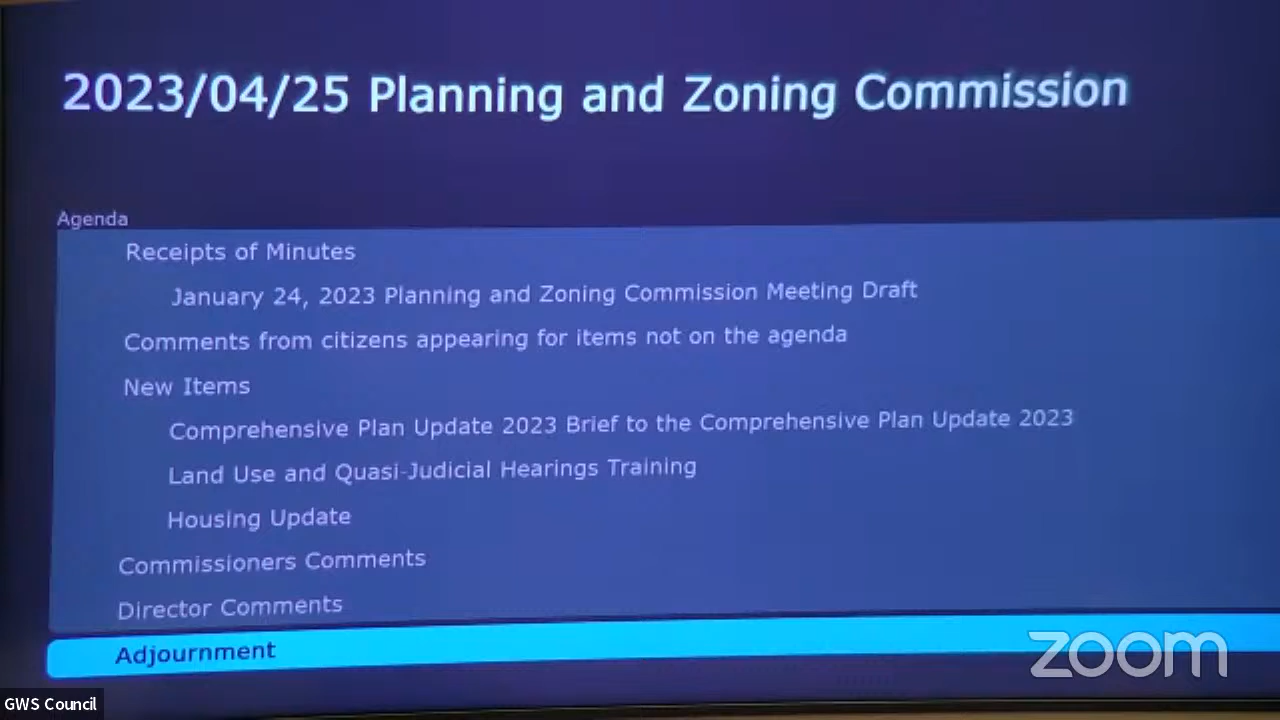 2023/04/25 Planning and Zoning Commission
Agenda
Receipts of Minutes
January 24, 2023 Planning and Zoning Commission Meeting Draft
Comments from citizens appearing for items not on the agenda
New Items
Comprehensive Plan Update 2023 Brief to the Comprehensive Plan Update 2023
Land Use and Quasi-Judicial Hearings Training
Housing Update
Commissioners Comments
Director Comments
Adjournment
zoom
GWS Council